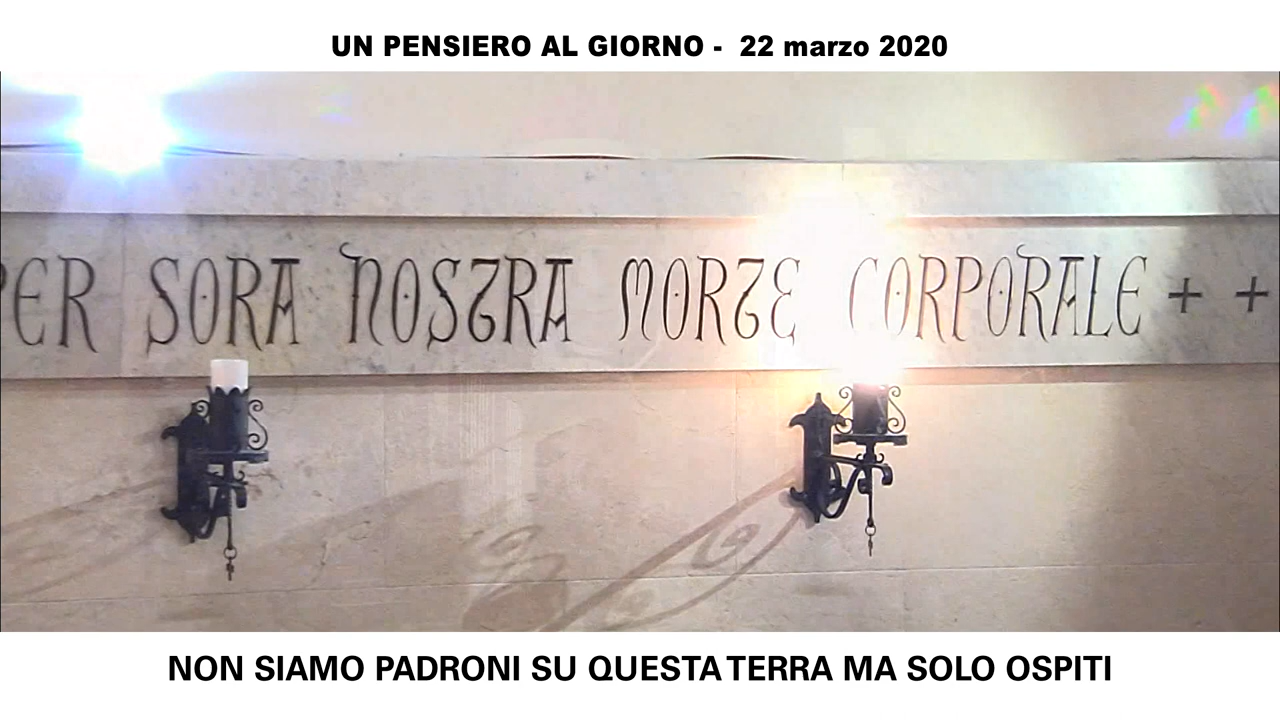 UN PENSIERO AL GIORNO - 22 marzo 2020
PER SORA NOSTRA MORTE CORPORALE + +
NON SIAMO PADRONI SU QUESTA TERRA MA SOLO OSPITI